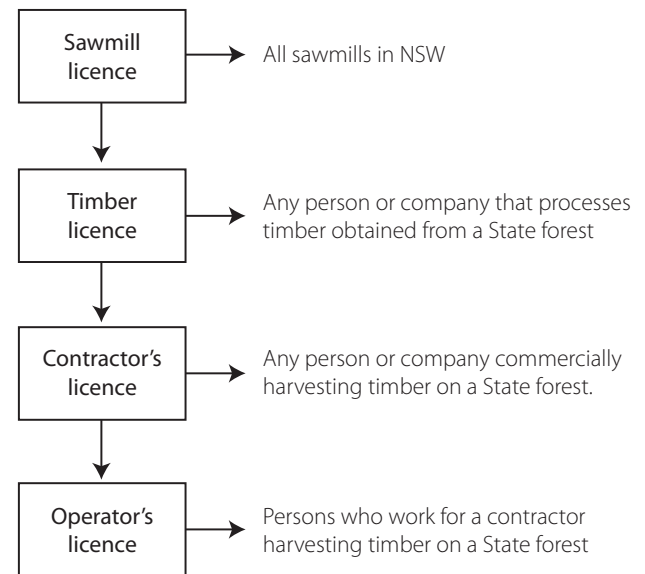 Sawmill
licence
All sawmills in NSW
Timber
licence
Any person or company that processes
timber obtained from a State forest
Contractor's
licence
Any person or company commercially
harvesting timber on a State forest.
Operator's
licence
Persons who work for a contractor
harvesting timber on a State forest